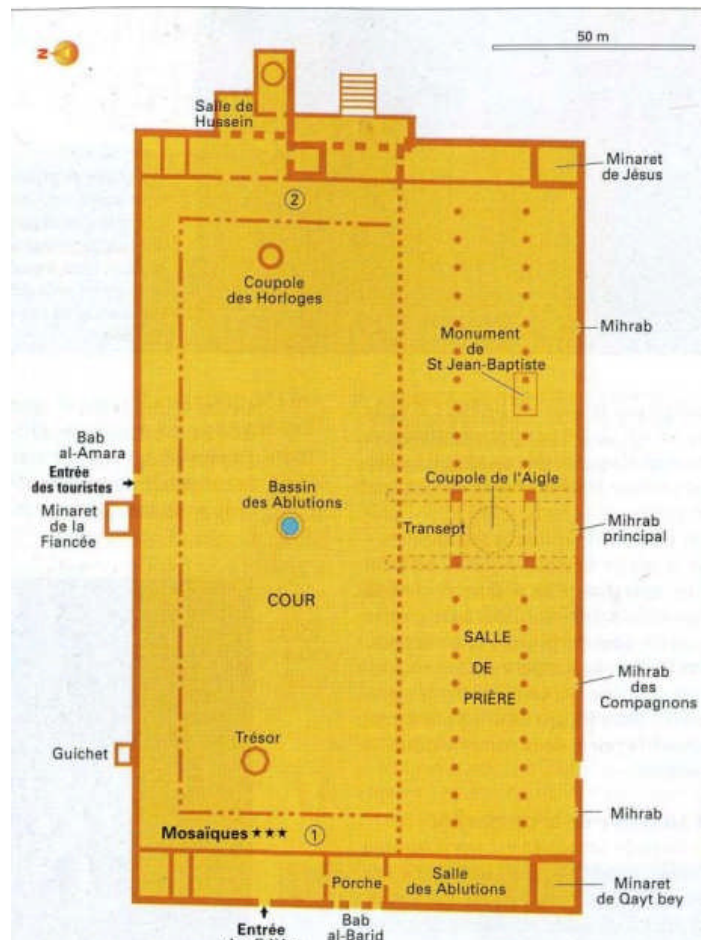 50 m
N
Salle de
Hussein
Minaret
de Jésus
2
Coupole
des Horloges
Mihrab
Monument
de
St Jean-Baptiste
Bab
al-Amara
Entrée
des touristes
Minaret
de la
Fiancée
Bassin
des Ablutions
Coupole de l'Aigle
Transept
Mihrab
principal
COUR
SALLE
DE
PRIÈRE
Mihrab
des
Compagnons
Guichet
Trésor
Mihrab
Mosaïques ★★★
1
Porche
Salle
des Ablutions
Minaret
de Qayt bey
Entrée
Bab
al-Barid